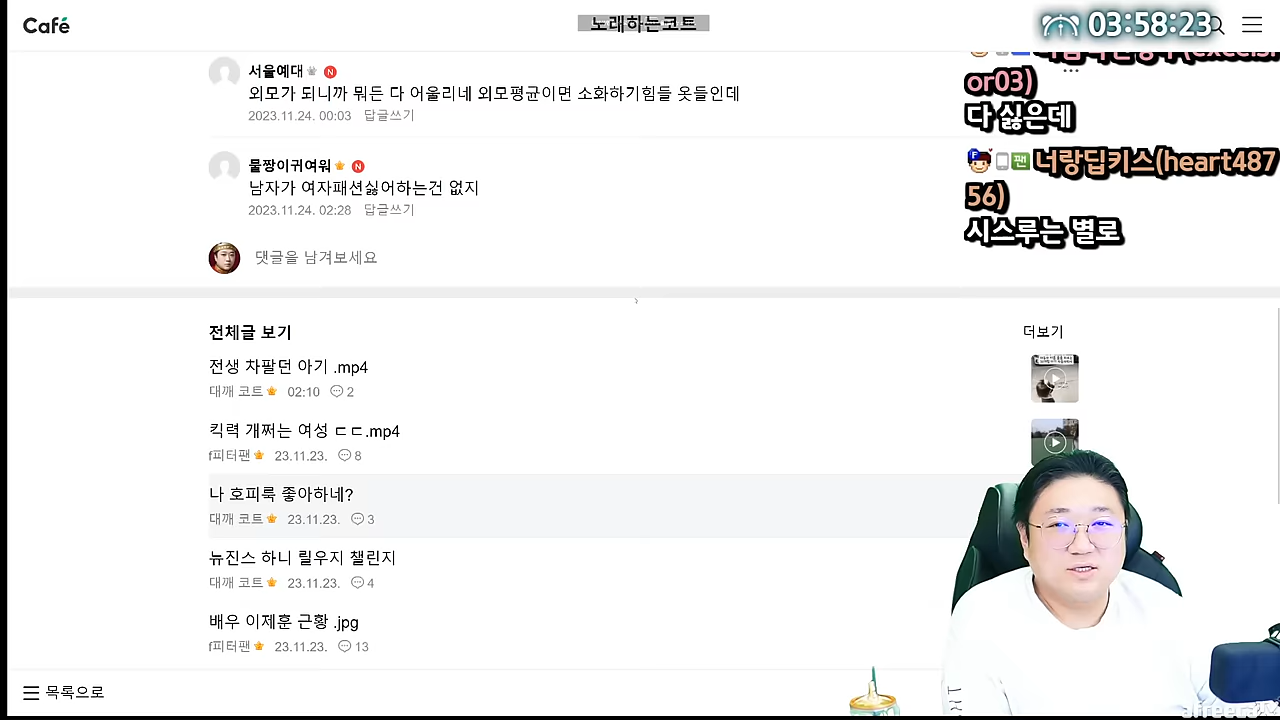 Café
노래하는코트
03:58:23
서울예대
N
외모가 되니까 뭐든 다 어울리네 외모평균이면 소화하기힘들 옷들인데
2023.11.24. 02:03 답글쓰기
물짱이귀여워
N
남자가 여자패션싫어하는건 없지
2023.11.24. 02:28 답글쓰기
댓글을 남겨보세요
or03)
다 싫은데
팬 너랑딥키스(heart487
56)
시스루는 별로
전체글 보기
더보기
전생 차팔던 아기 .mp4
대깨 코트 02:10 2
킥력 개쩌는 여성 ㄷㄷ.mp4
f피터팬 23.11.23. 8
나 호피룩 좋아하네?
대깨 코트 23.11.23. 3
뉴진스 하니 릴우지 챌린지
대깨 코트 23.11.23. 4
배우 이제훈 근황 .jpg
f피터팬 23.11.23. 13
목록으로
afreecaTV